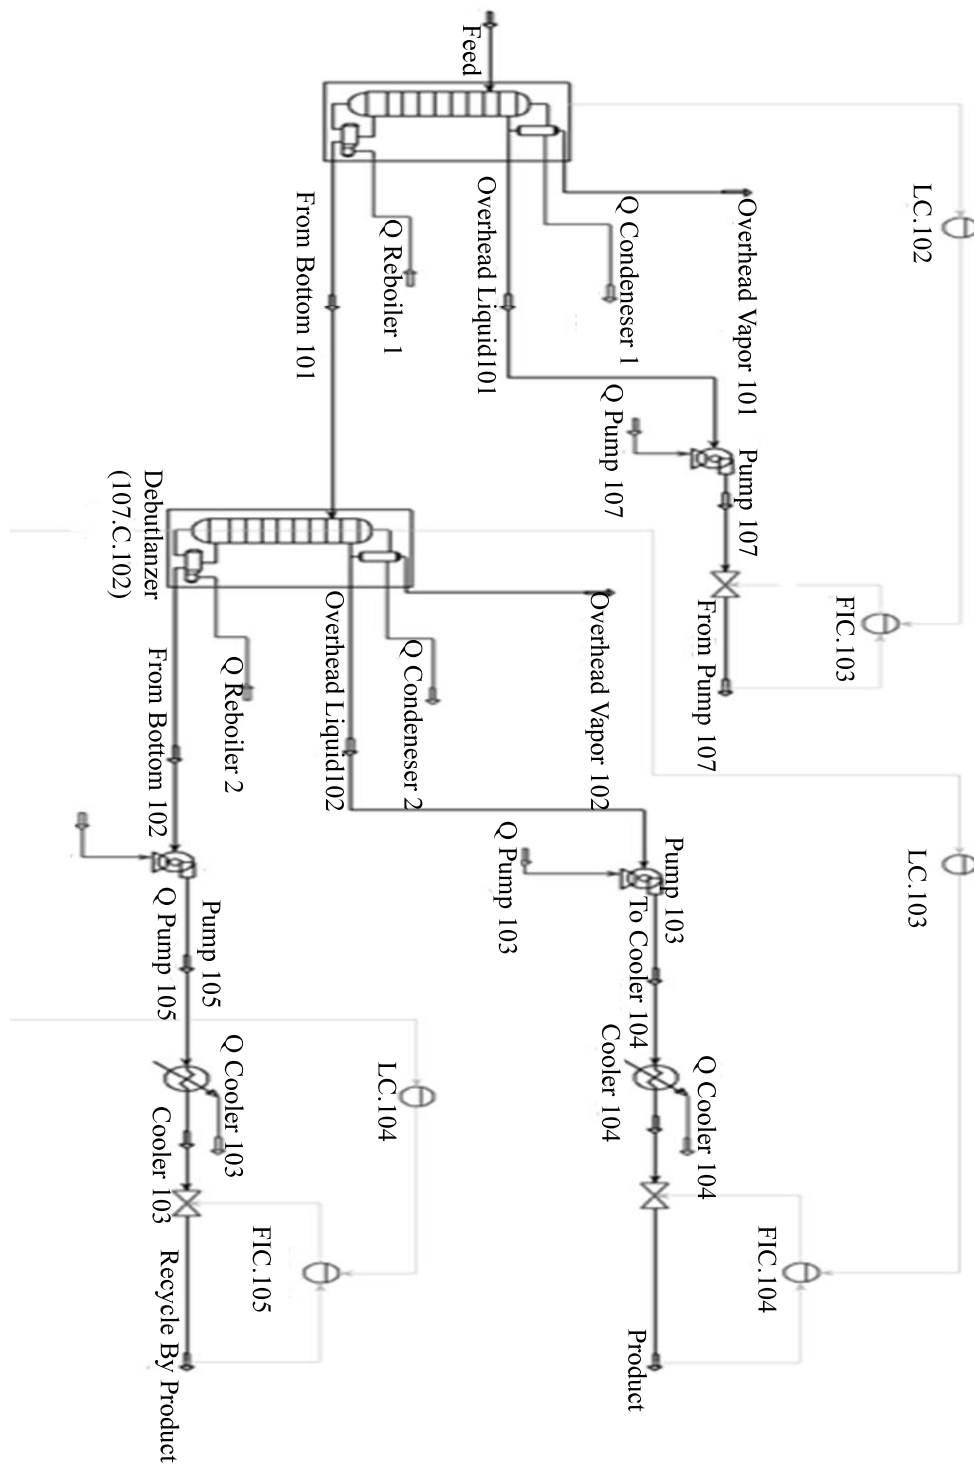 Feed
LC.102
Overhead Vapor 101
Q Condeneser 1
Overhead Liquid101
Q Reboiler 1
From Bottom 101
Pump 107
Q Pump 107
FIC.103
From Pump 107
Debutlanzer
(107.C.102)
Overhead Vapor 102
Q Condeneser 2
Overhead Liquid102
Q Reboiler 2
From Bottom 102
LC.103
Pump 103
Q Pump 103
To Cooler 104
Q Cooler 104
Cooler 104
FIC.104
Product
Pump 105
Q Pump 105
LC.104
Q Cooler 103
Cooler 103
FIC.105
Recycle By Product